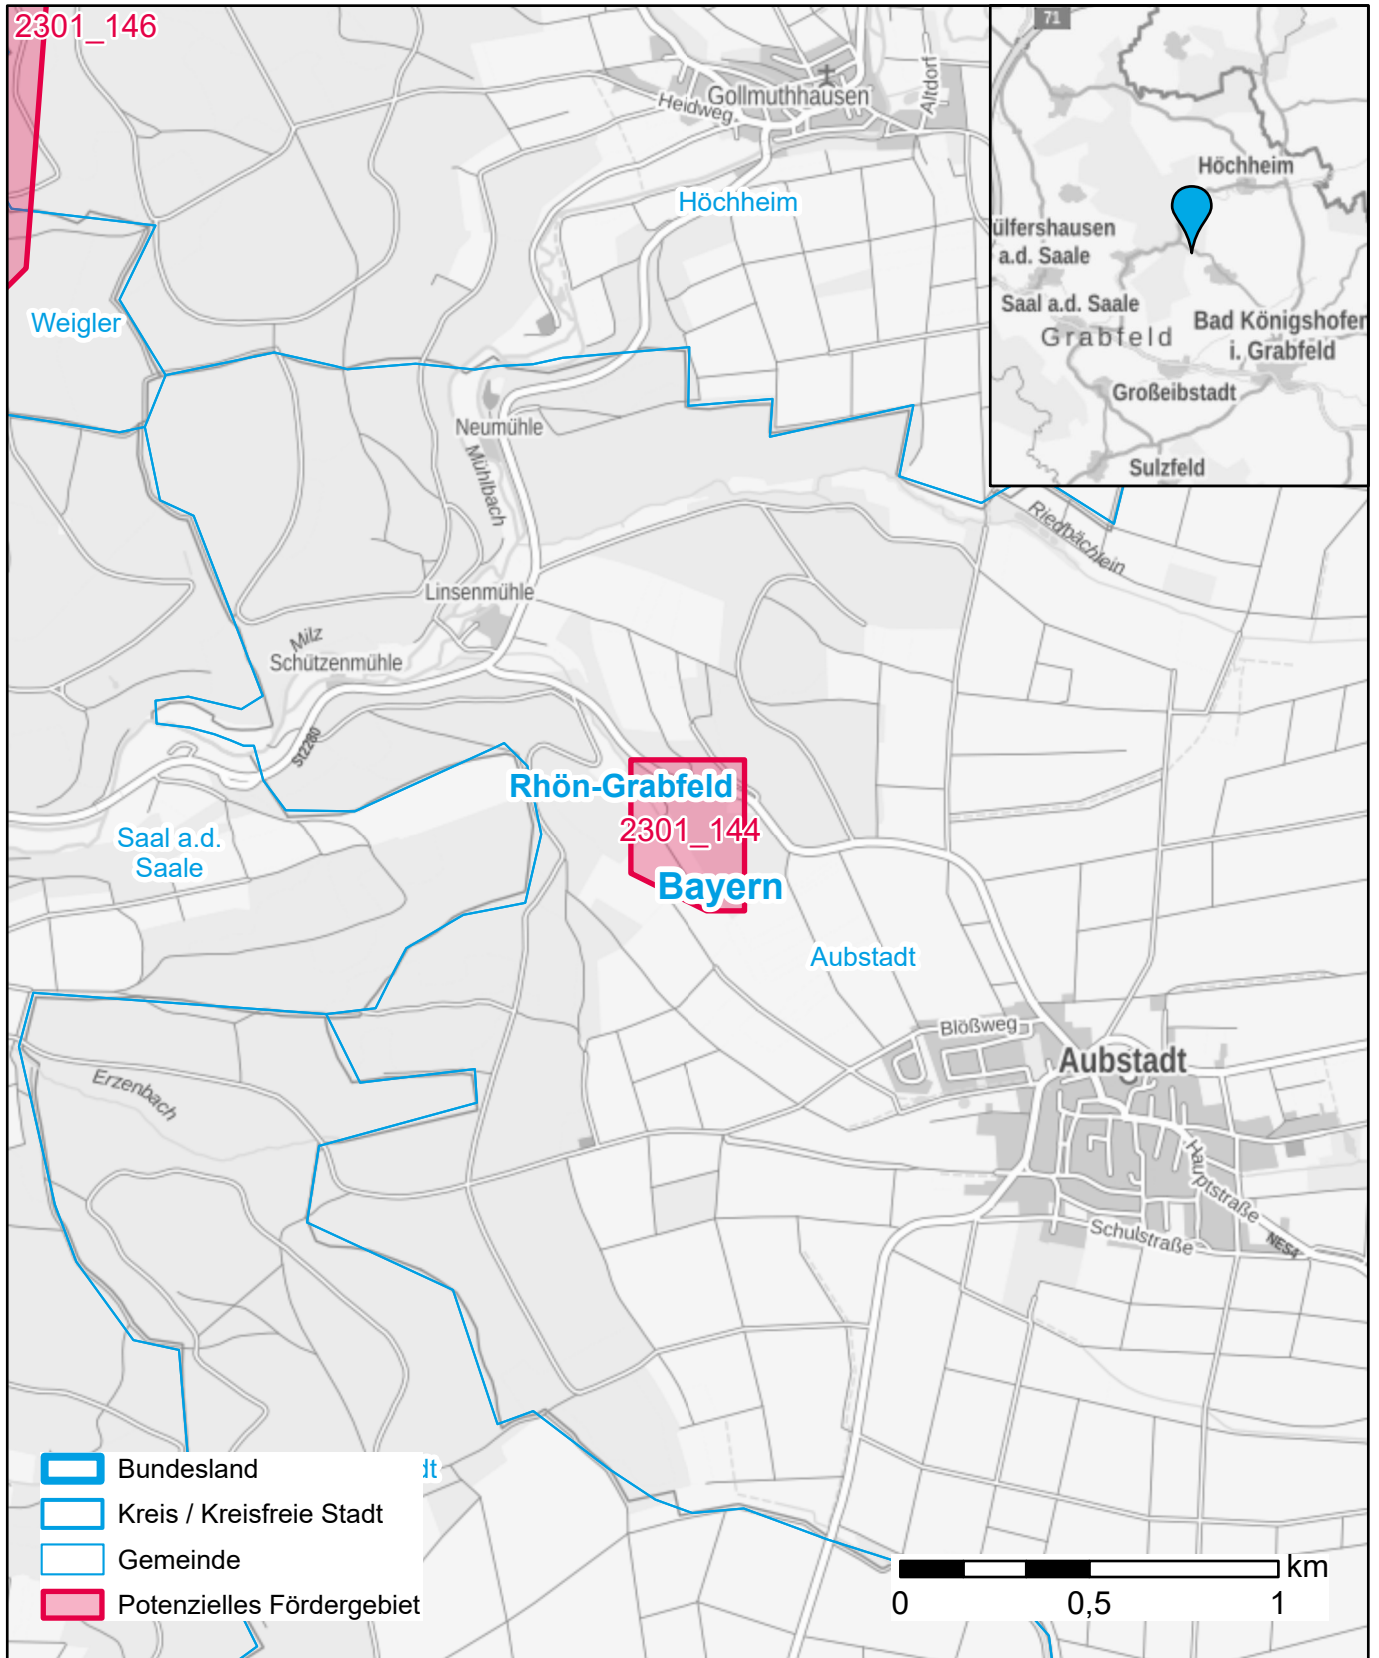 2301_146
71
Gollmuthhausen
Heidweg
Altdorf
Höchheim
Höchheim
ülfershausen
a.d. Saale
Saal a.d. Saale
Grabfeld
Bad Königshofen
i. Grabfeld
Großeibstadt
Sulzfeld
Weigler
Neumühle
Mühlbach
Riedbächlein
Linsenmühle
Milz
Schützenmühle
St2280
Rhön-Grabfeld
2301_144
Bayern
Saal a.d.
Saale
Aubstadt
Blößweg
Aubstadt
Erzenbach
Hauptstraße
Schulstraße
NES4
dt
Bundesland
Kreis / Kreisfreie Stadt
Gemeinde
Potenzielles Fördergebiet
km
0 0,5 1